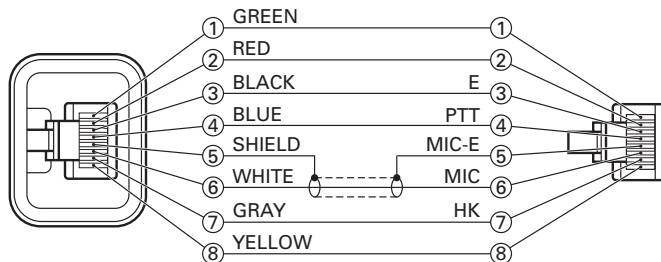 ① GREEN ①
② RED ②
③ BLACK E ③
④ BLUE PTT ④
⑤ SHIELD MIC-E ⑤
⑥ WHITE MIC ⑥
⑦ GRAY HK ⑦
⑧ YELLOW ⑧